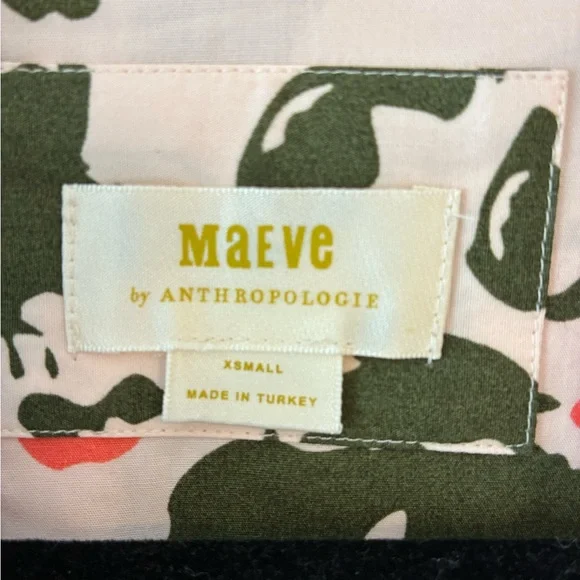 MaEVe
by ANTHROPOLOGIE
XSMALL
MADE IN TURKEY